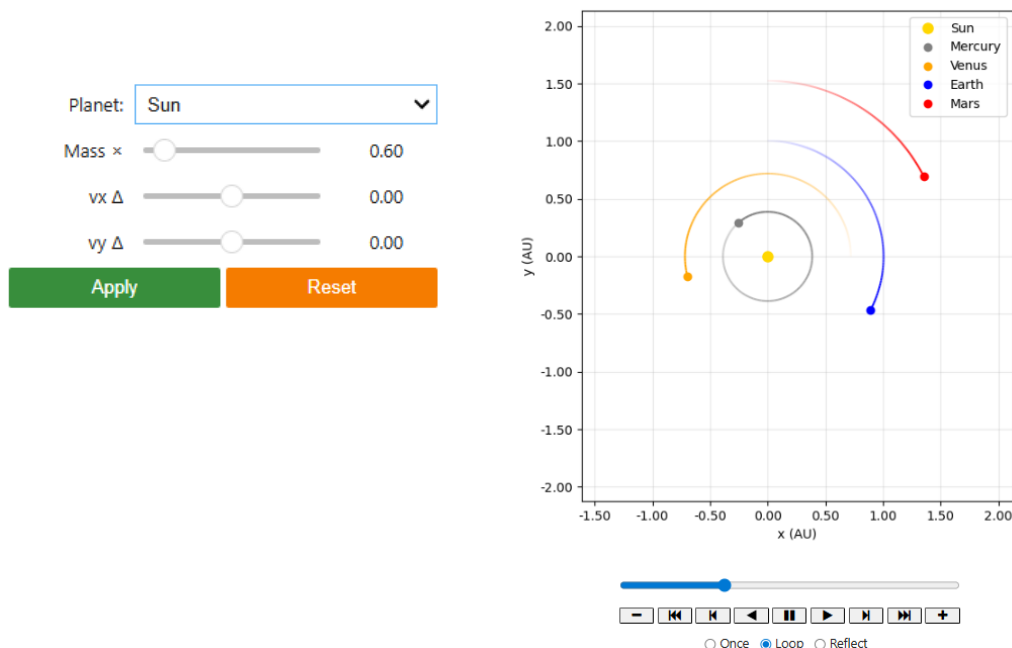 Planet: Sun
Mass × 0.60
vx Δ 0.00
vy Δ 0.00
Apply Reset
2.00
1.50
1.00
0.50
0.00
-0.50
-1.00
-1.50
-2.00
y (AU)
Sun
Mercury
Venus
Earth
Mars
-1.50 -1.00 -0.50 0.00 0.50 1.00 1.50 2.00
x (AU)
Once Loop Reflect